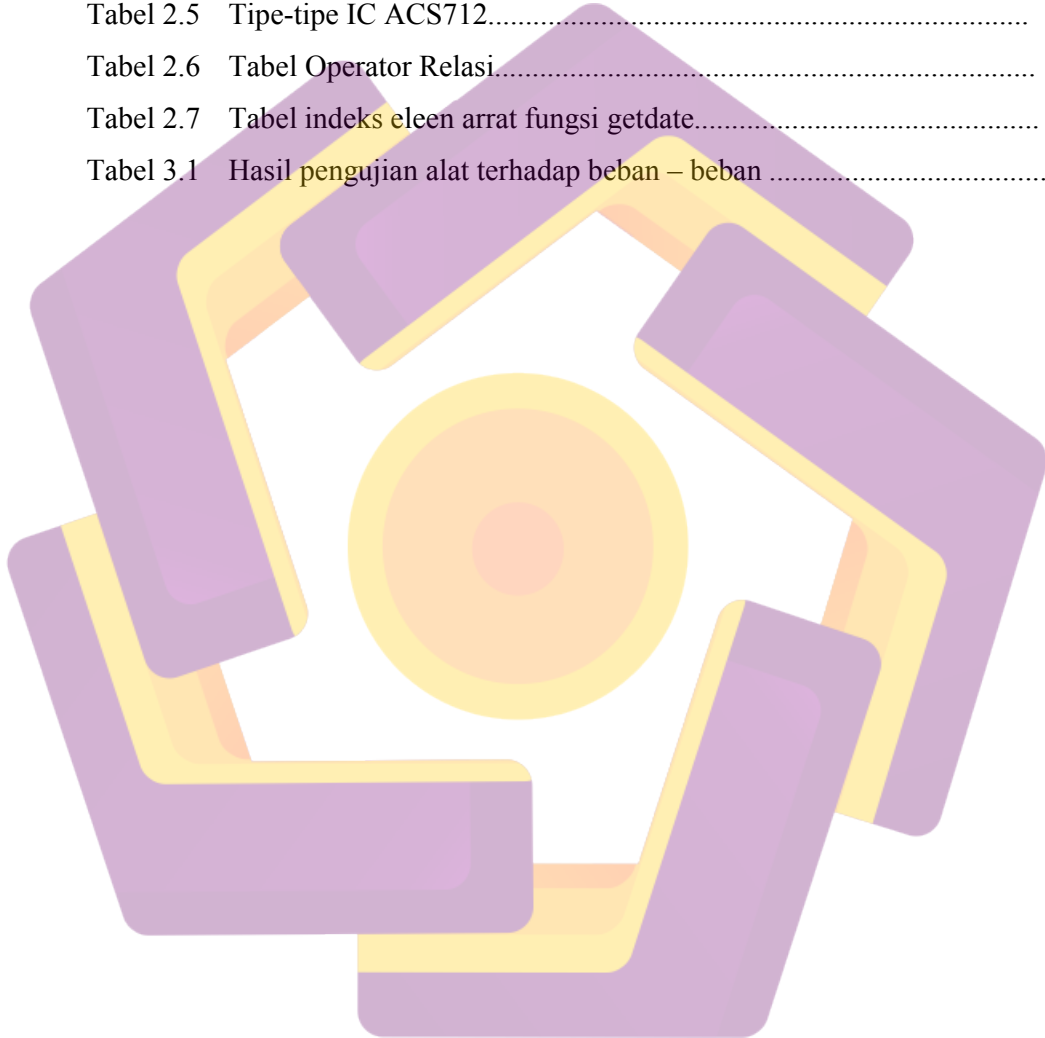 Tabel 2.5 Tipe-tipe IC ACS712......................................................................
Tabel 2.6 Tabel Operator Relasi......................................................................
Tabel 2.7 Tabel indeks eleen arrat fungsi getdate............................................
Tabel 3.1 Hasil pengujian alat terhadap beban – beban ....................................